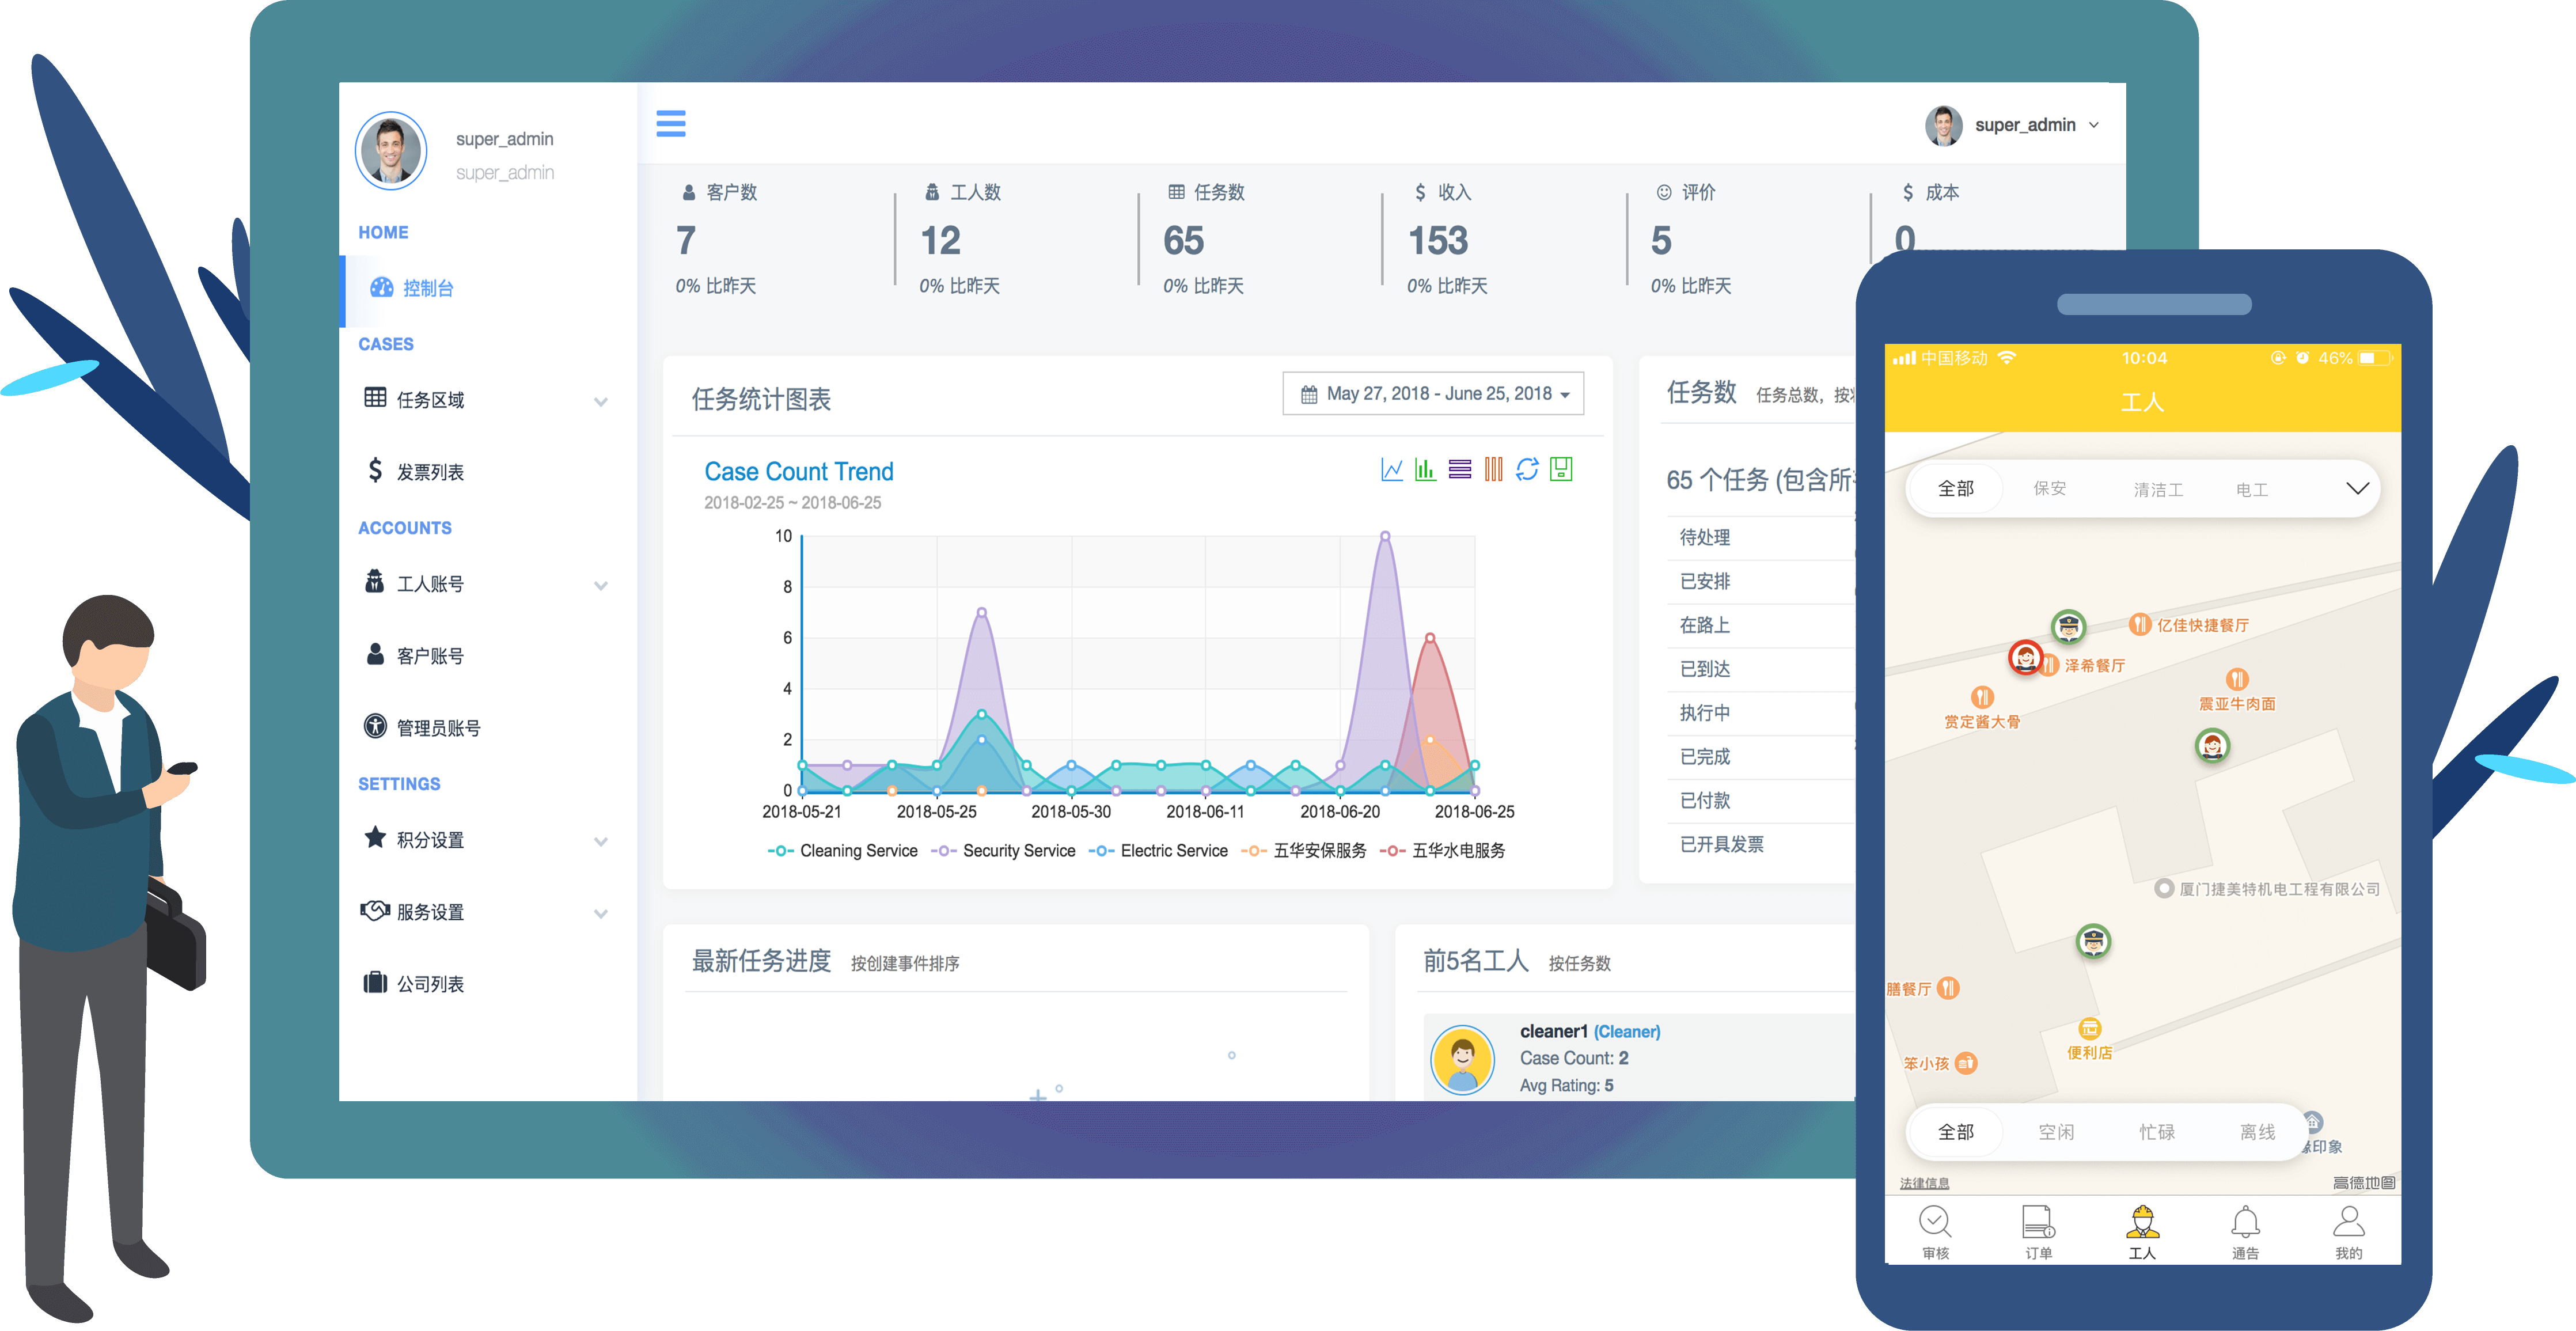 super_admin
super_admin
HOME
控制台
CASES
任务区域
发票列表
ACCOUNTS
工人账号
客户账号
管理员账号
SETTINGS
积分设置
服务设置
公司列表
super_admin
客户数
7
0% 比昨天
工人数
12
0% 比昨天
任务数
65
0% 比昨天
收入
153
0% 比昨天
评价
5
0% 比昨天
成本
0
任务统计图表
May 27, 2018 - June 25, 2018
Case Count Trend
2018-02-25 ~ 2018-06-25
10
8
6
4
2
0
2018-05-21 2018-05-25 2018-05-30 2018-06-11 2018-06-20 2018-06-25
Cleaning Service Security Service Electric Service 五华安保服务 五华水电服务
任务数 任务总数，按
65 个任务 (包含所
待处理
已安排
在路上
已到达
执行中
已完成
已付款
已开具发票
最新任务进度 按创建事件排序
前5名工人 按任务数
cleaner1 (Cleaner)
Case Count: 2
Avg Rating: 5
中国移动 10:04 46%
工人
全部 保安 清洁工 电工
亿佳快捷餐厅
泽希餐厅
震亚牛肉面
赏定酱大骨
厦门捷美特机电工程有限公司
膳餐厅
便利店
笨小孩
全部 空闲 忙碌 离线
印象
法律信息 高德地图
审核 订单 工人 通告 我的